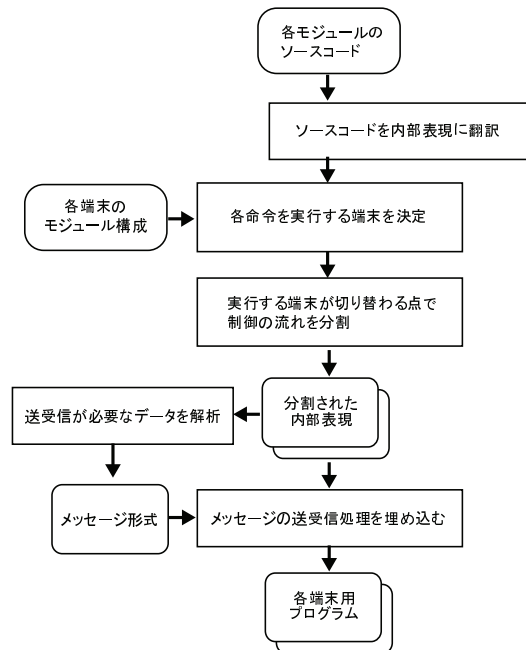 各モジュールの
ソースコード
ソースコードを内部表現に翻訳
各端末の
モジュール構成
各命令を実行する端末を決定
実行する端末が切り替わる点で
制御の流れを分割
分割された
内部表現
送受信が必要なデータを解析
メッセージ形式
メッセージの送受信処理を埋め込む
各端末用
プログラム